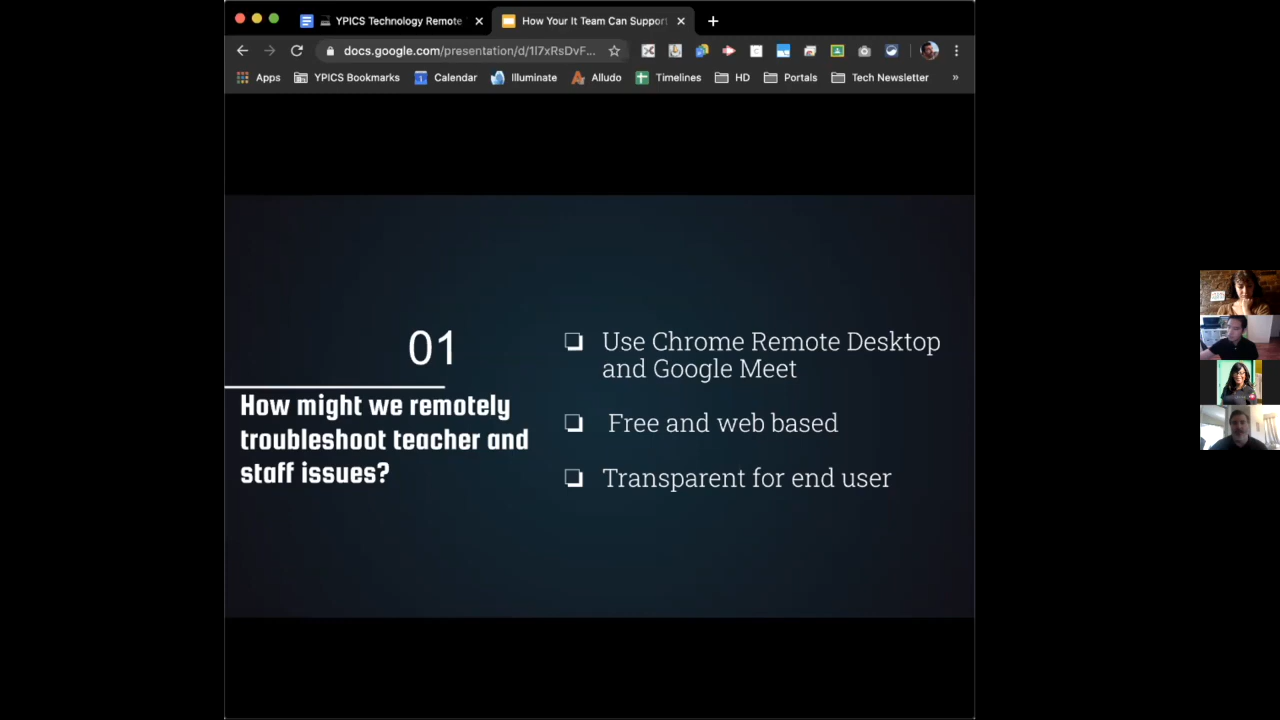 YPICS Technology Remote
How Your It Team Can Support
docs.google.com/presentation/d/1I7xRsDvF...
Apps
YPICS Bookmarks
Calendar
Illuminate
Alludo
Timelines
HD
Portals
Tech Newsletter
»
01
How might we remotely
troubleshoot teacher and
staff issues?
Use Chrome Remote Desktop
and Google Meet
Free and web based
Transparent for end user